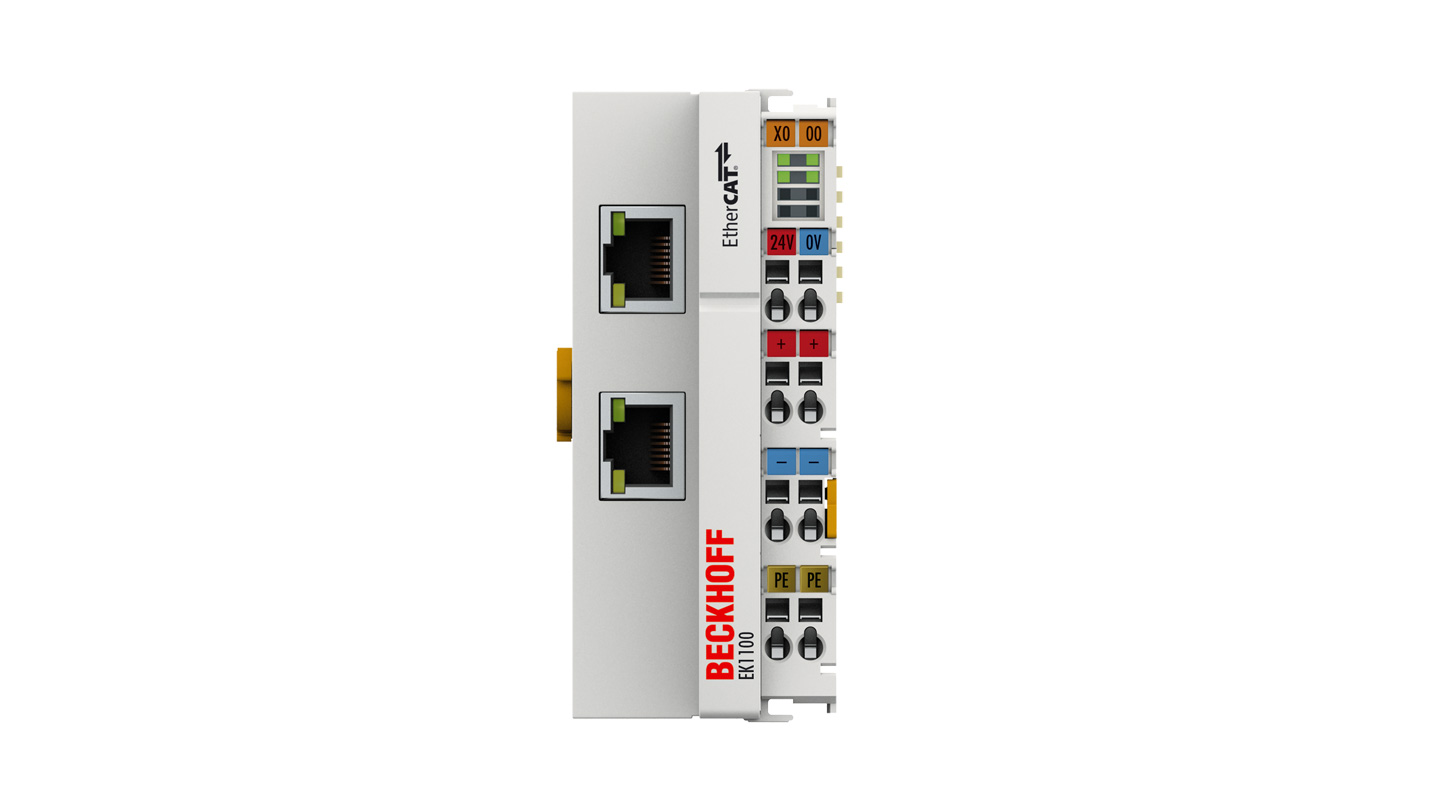 EtherCAT®
BECKHOFF
EK1100
X0 00
24V 0V
+ +
− −
PE PE